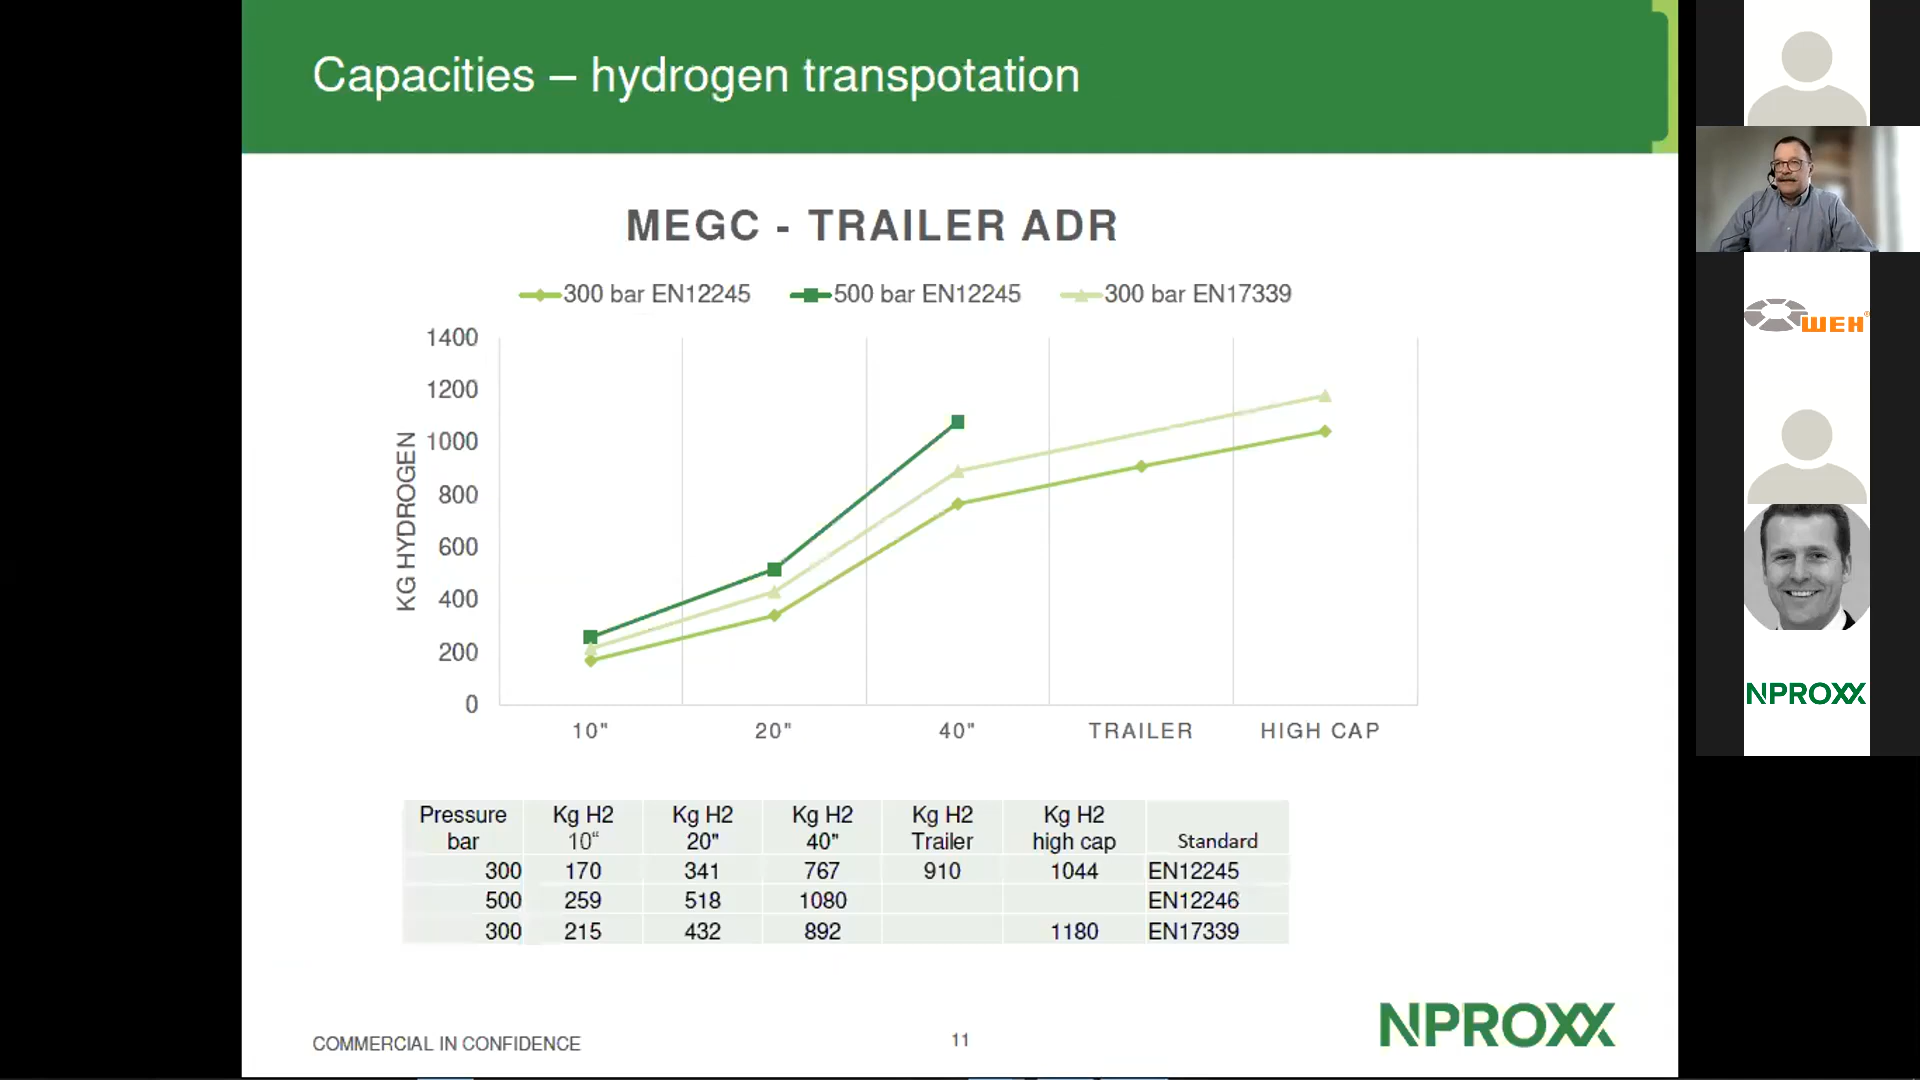 Capacities – hydrogen transpotation
MEGC - TRAILER ADR
300 bar EN12245 500 bar EN12245 300 bar EN17339
KG HYDROGEN
1400
1200
1000
800
600
400
200
0
10" 20" 40" TRAILER HIGH CAP
Pressure bar Kg H2 10“ Kg H2 20" Kg H2 40" Kg H2 Trailer Kg H2 high cap Standard
300 170 341 767 910 1044 EN12245
500 259 518 1080 EN12246
300 215 432 892 1180 EN17339
COMMERCIAL IN CONFIDENCE
11
NPROXX
WEH®
NPROXX